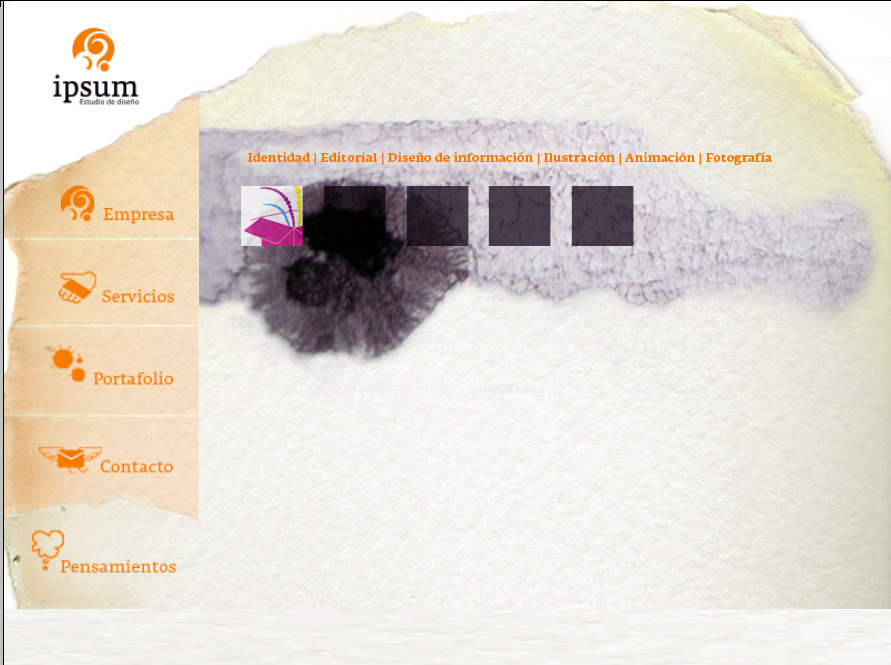 ipsum
Estudio de diseño
Identidad | Editorial | Diseño de información | Ilustración | Animación | Fotografía
Empresa
Servicios
Portafolio
Contacto
Pensamientos